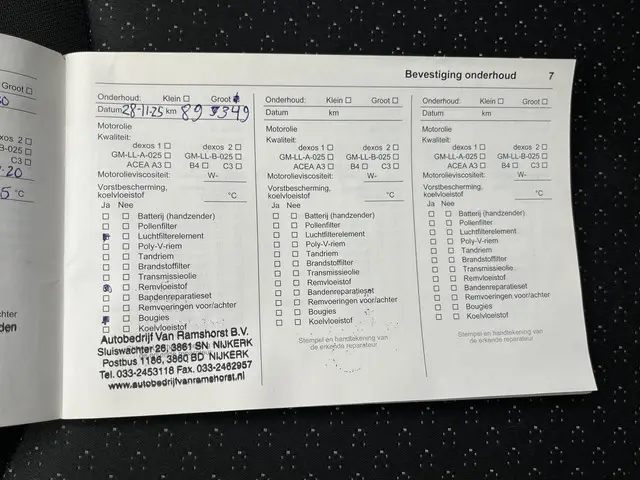 Groot ☐
Bevestiging onderhoud 7
Onderhoud: Klein ☐ Groot
Datum 28-11-25 km
Motorolie
Kwaliteit:
dexos 1 ☐ dexos 2 ☐
GM-LL-A-025 ☐ GM-LL-B-025 ☐
ACEA A3 ☐ B4 ☐ C3 ☐
Motorolieviscositeit: W-
Vorstbescherming,
koelvloeistof °C
Ja Nee
Batterij (handzender)
Pollenfilter
Luchtfilterelement
Poly-V-riem
Tandriem
Brandstoffilter
Transmissieolie
Remvloeistof
Bandenreparatieset
Remvoeringen voor/achter
Bougies
Koelvloeistof
Autobedrijf Van Ramshorst B.V.
Sluiswachter 26, 3861 SN NIJKERK
Postbus 1186, 3860 BD NIJKERK
Tel. 033-2453118 Fax. 033-2462957
www.autobedrijfvanramshorst.nl
Onderhoud: Klein ☐ Groot ☐
Datum km
Motorolie
Kwaliteit:
dexos 1 ☐ dexos 2 ☐
GM-LL-A-025 ☐ GM-LL-B-025 ☐
ACEA A3 ☐ B4 ☐ C3 ☐
Motorolieviscositeit: W-
Vorstbescherming,
koelvloeistof °C
Ja Nee
Batterij (handzender)
Pollenfilter
Luchtfilterelement
Poly-V-riem
Tandriem
Brandstoffilter
Transmissieolie
Remvloeistof
Bandenreparatieset
Remvoeringen voor/achter
Bougies
Koelvloeistof
Stempel en handtekening van
de erkende reparateur
Onderhoud: Klein ☐ Groot ☐
Datum km
Motorolie
Kwaliteit:
dexos 1 ☐ dexos 2 ☐
GM-LL-A-025 ☐ GM-LL-B-025 ☐
ACEA A3 ☐ B4 ☐ C3 ☐
Motorolieviscositeit: W-
Vorstbescherming,
koelvloeistof °C
Ja Nee
Batterij (handzender)
Pollenfilter
Luchtfilterelement
Poly-V-riem
Tandriem
Brandstoffilter
Transmissieolie
Remvloeistof
Bandenreparatieset
Remvoeringen voor/achter
Bougies
Koelvloeistof
Stempel en handtekening van
de erkende reparateur